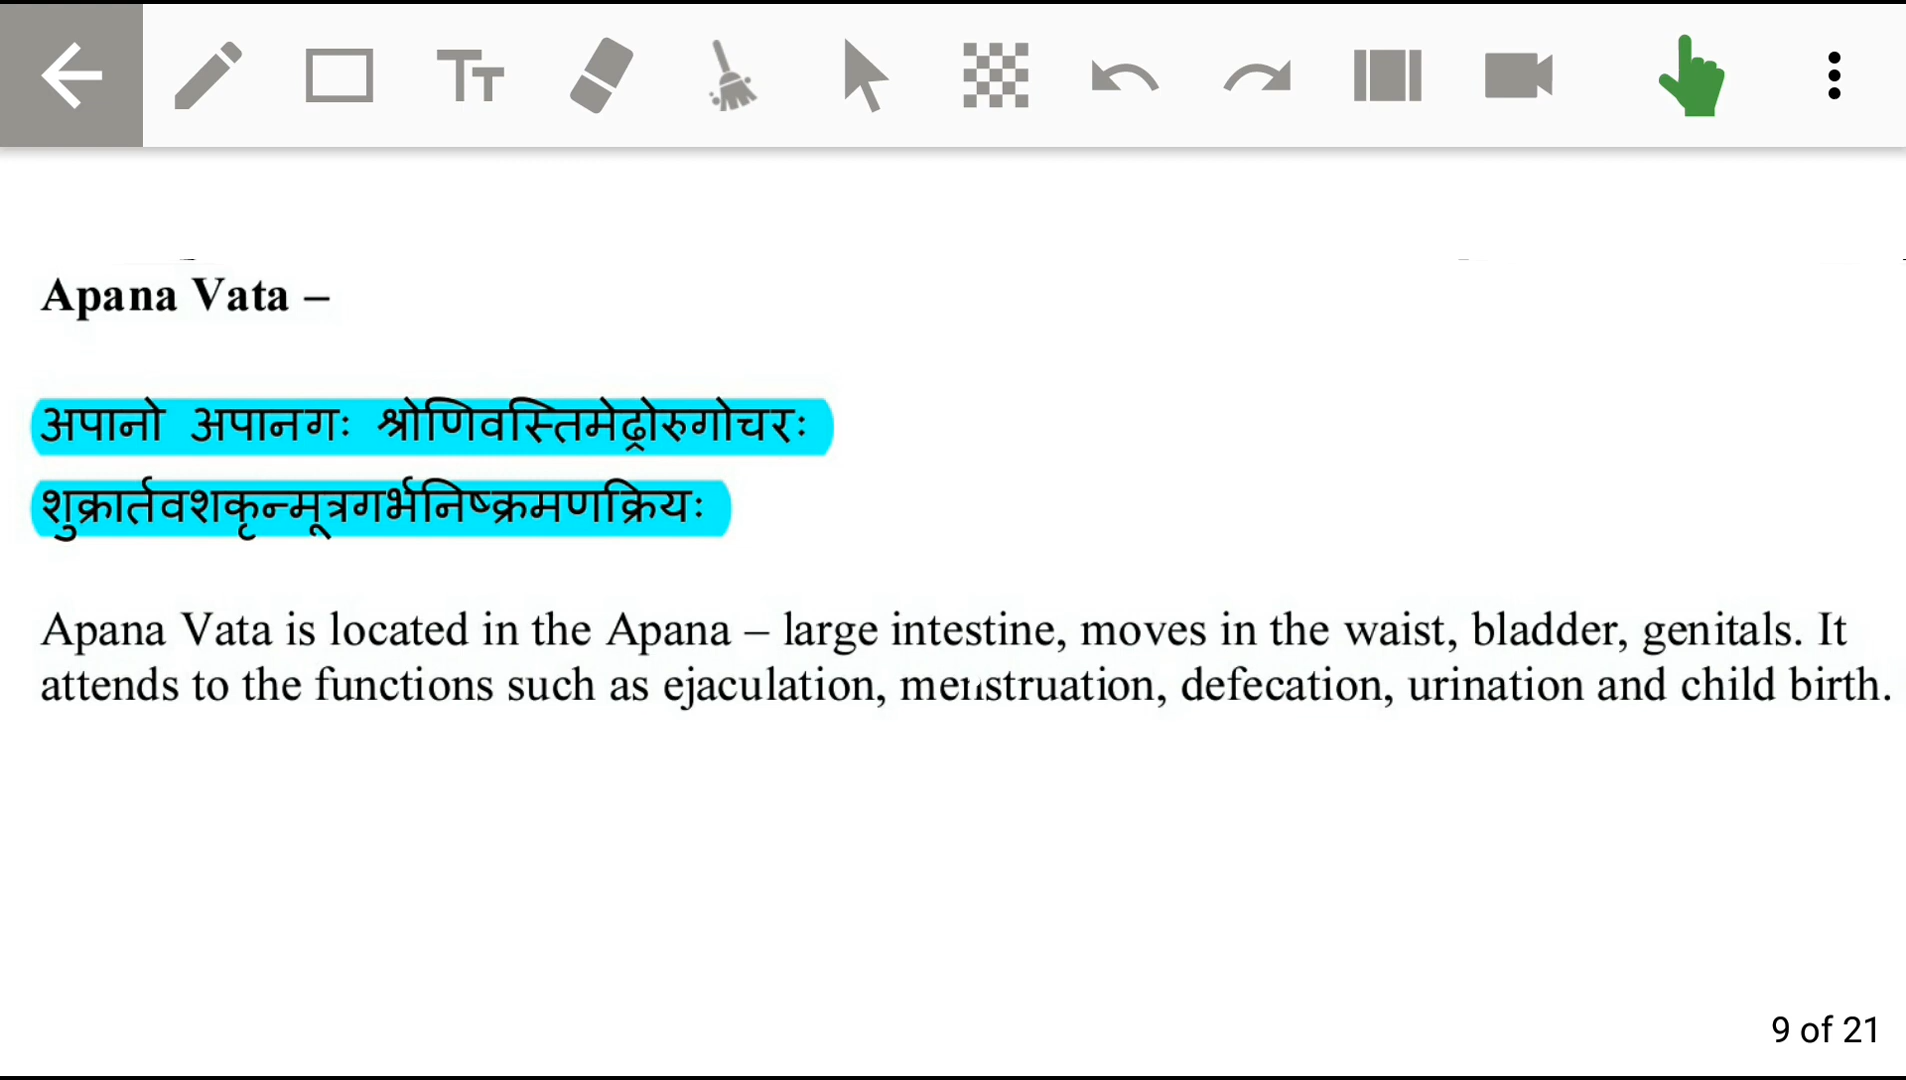 Apana Vata –
अपानो अपानगः श्रोणिवस्तिमेढ्रोरुगोचरः
शुक्रार्तवशकृन्मूत्रगर्भनिष्क्रमणक्रियः
Apana Vata is located in the Apana – large intestine, moves in the waist, bladder, genitals. It
attends to the functions such as ejaculation, menstruation, defecation, urination and child birth.
9 of 21